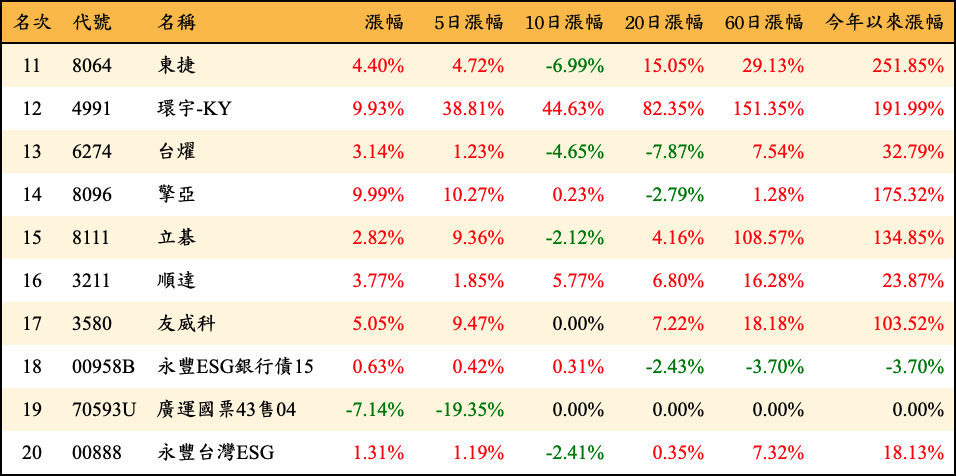 名次 代號 名稱 漲幅 5日漲幅 10日漲幅 20日漲幅 60日漲幅 今年以來漲幅
11 8064 東捷 4.40% 4.72% -6.99% 15.05% 29.13% 251.85%
12 4991 環宇-KY 9.93% 38.81% 44.63% 82.35% 151.35% 191.99%
13 6274 台燿 3.14% 1.23% -4.65% -7.87% 7.54% 32.79%
14 8096 擎亞 9.99% 10.27% 0.23% -2.79% 1.28% 175.32%
15 8111 立碁 2.82% 9.36% -2.12% 4.16% 108.57% 134.85%
16 3211 順達 3.77% 1.85% 5.77% 6.80% 16.28% 23.87%
17 3580 友威科 5.05% 9.47% 0.00% 7.22% 18.18% 103.52%
18 00958B 永豐ESG銀行債15 0.63% 0.42% 0.31% -2.43% -3.70% -3.70%
19 70593U 廣運國票43售04 -7.14% -19.35% 0.00% 0.00% 0.00% 0.00%
20 00888 永豐台灣ESG 1.31% 1.19% -2.41% 0.35% 7.32% 18.13%